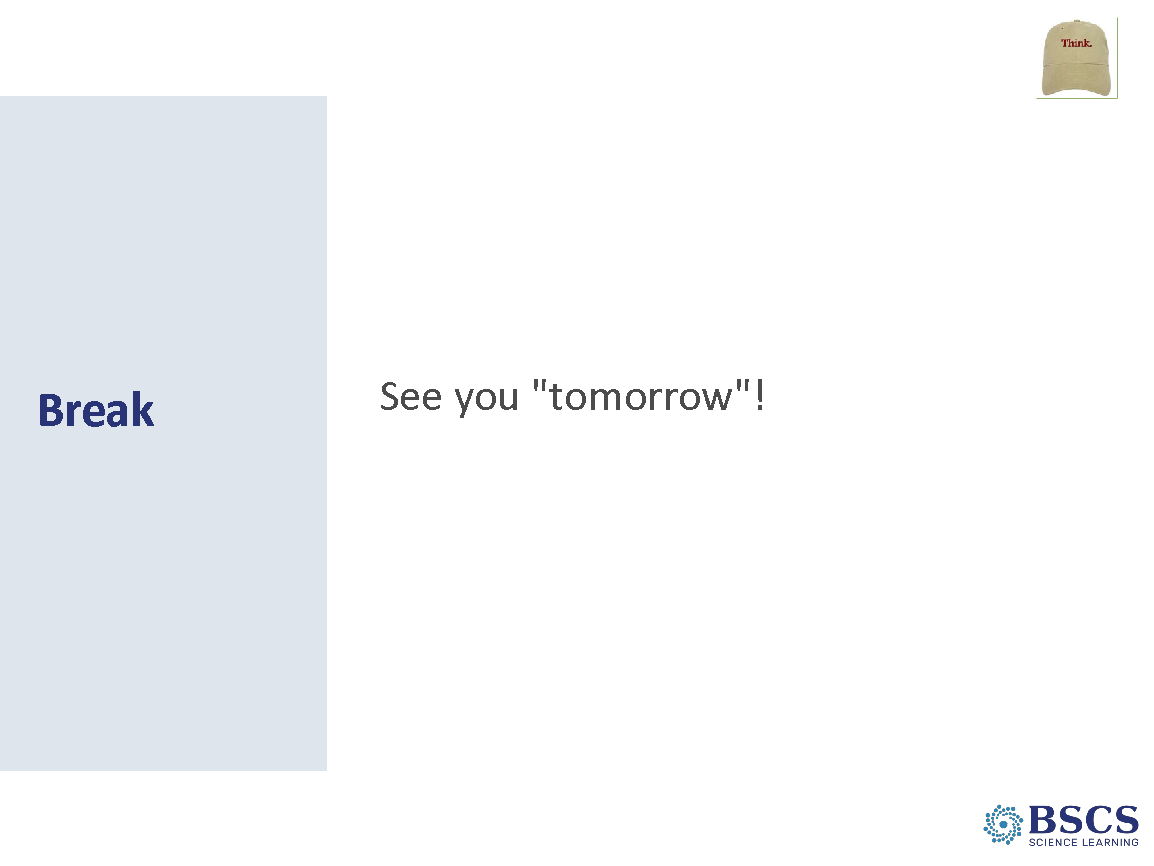 Think.
Break
See you "tomorrow"!
BSCS
SCIENCE LEARNING